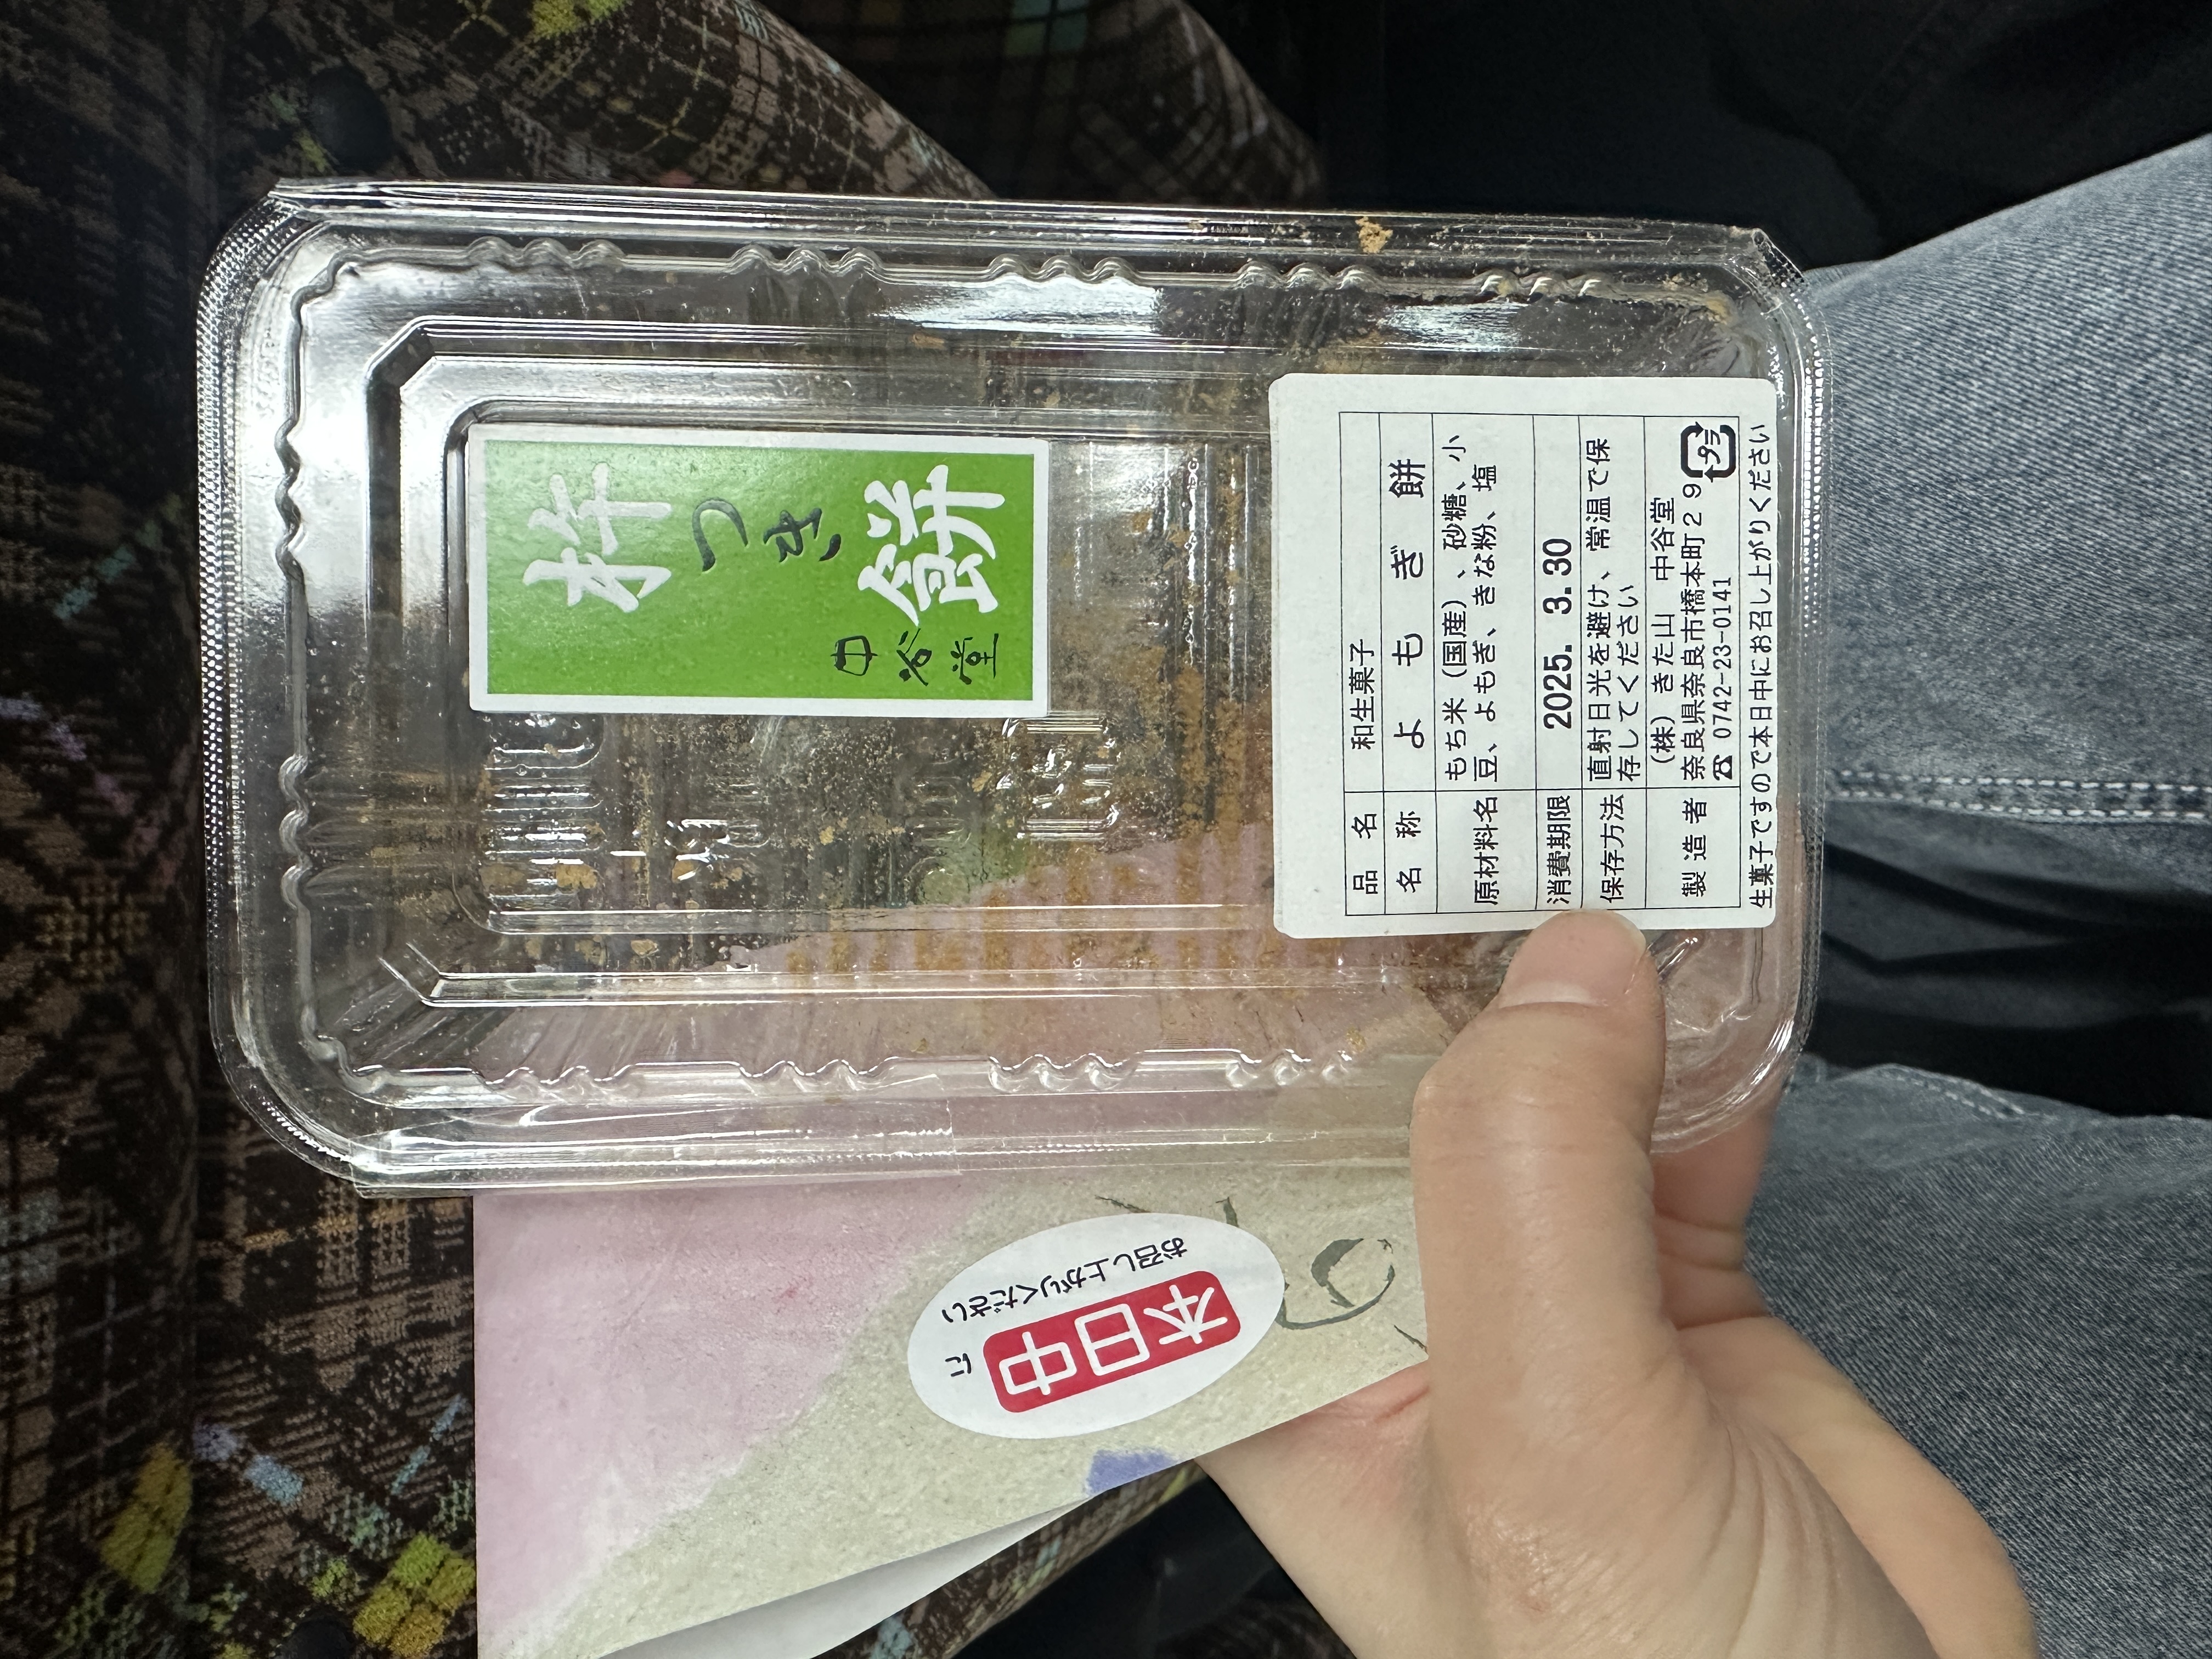 杵つき餅
中谷堂
品名 和生菓子
名称 よもぎ餅
原材料名 もち米（国産）、砂糖、小
豆、よもぎ、きな粉、塩
消費期限 2025. 3. 30
保存方法 直射日光を避け、常温で保
存してください
製造者 （株）きた山 中谷堂
奈良県奈良市橋本町２９
☎ 0742-23-0141
プラ
生菓子ですので本日中にお召し上がりください
本日中に
お召し上がりください